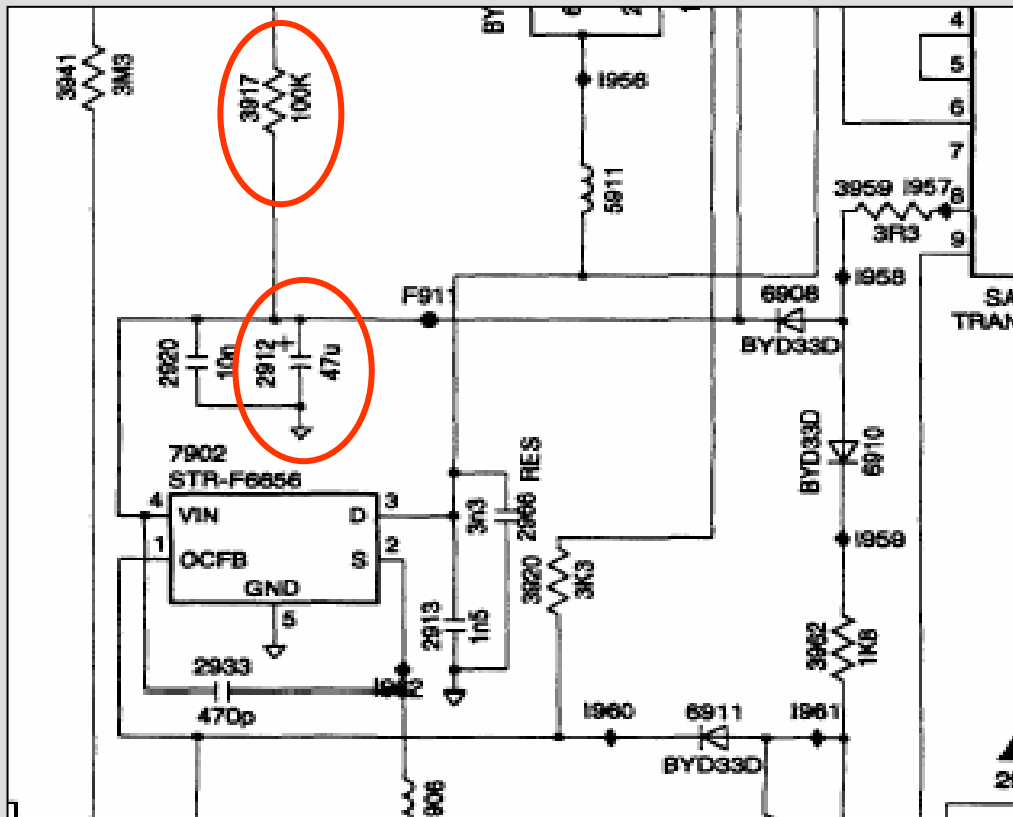 3941
3M3
3917
100K
BY
I956
5911
4
5
6
7
8
9
3959 I957
3R3
I958
SA
TRAN
F911
6908
BYD33D
2920
10n
2912
+
47u
BYD33D
6910
7902
STR-F6656
4
VIN
D
3
1
OCFB
S
2
GND
5
3n3
2966
RES
I959
3920
3K3
2913
1n5
3962
1K8
2933
470p
I960
6911
I961
BYD33D
906